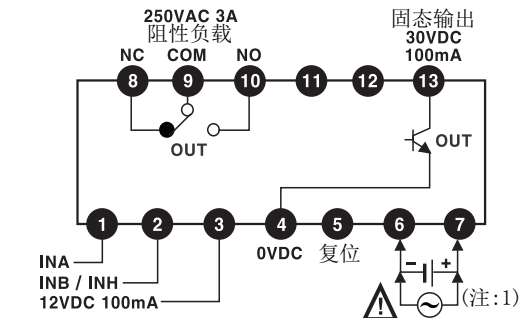 250VAC 3A
阻性负载
NC COM NO
固态输出
30VDC
100mA
8 9 10 11 12 13
OUT
OUT
1 2 3 4 5 6 7
INA
INB / INH
12VDC 100mA
0VDC 复位
- +
(注:1)